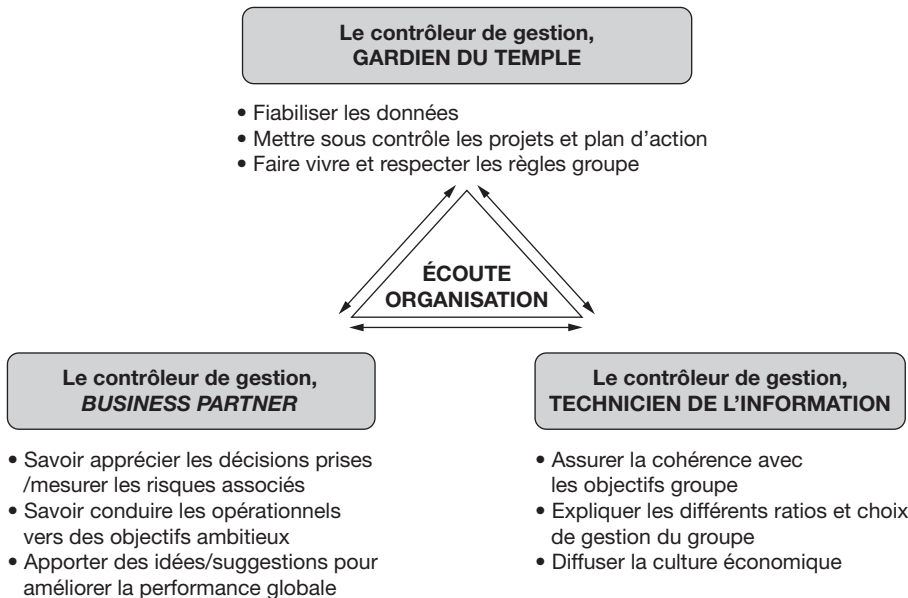 Le contrôleur de gestion,
GARDIEN DU TEMPLE
• Fiabiliser les données
• Mettre sous contrôle les projets et plan d’action
• Faire vivre et respecter les règles groupe
ÉCOUTE
ORGANISATION
Le contrôleur de gestion,
BUSINESS PARTNER
• Savoir apprécier les décisions prises
/mesurer les risques associés
• Savoir conduire les opérationnels
vers des objectifs ambitieux
• Apporter des idées/suggestions pour
améliorer la performance globale
Le contrôleur de gestion,
TECHNICIEN DE L’INFORMATION
• Assurer la cohérence avec
les objectifs groupe
• Expliquer les différents ratios et choix
de gestion du groupe
• Diffuser la culture économique